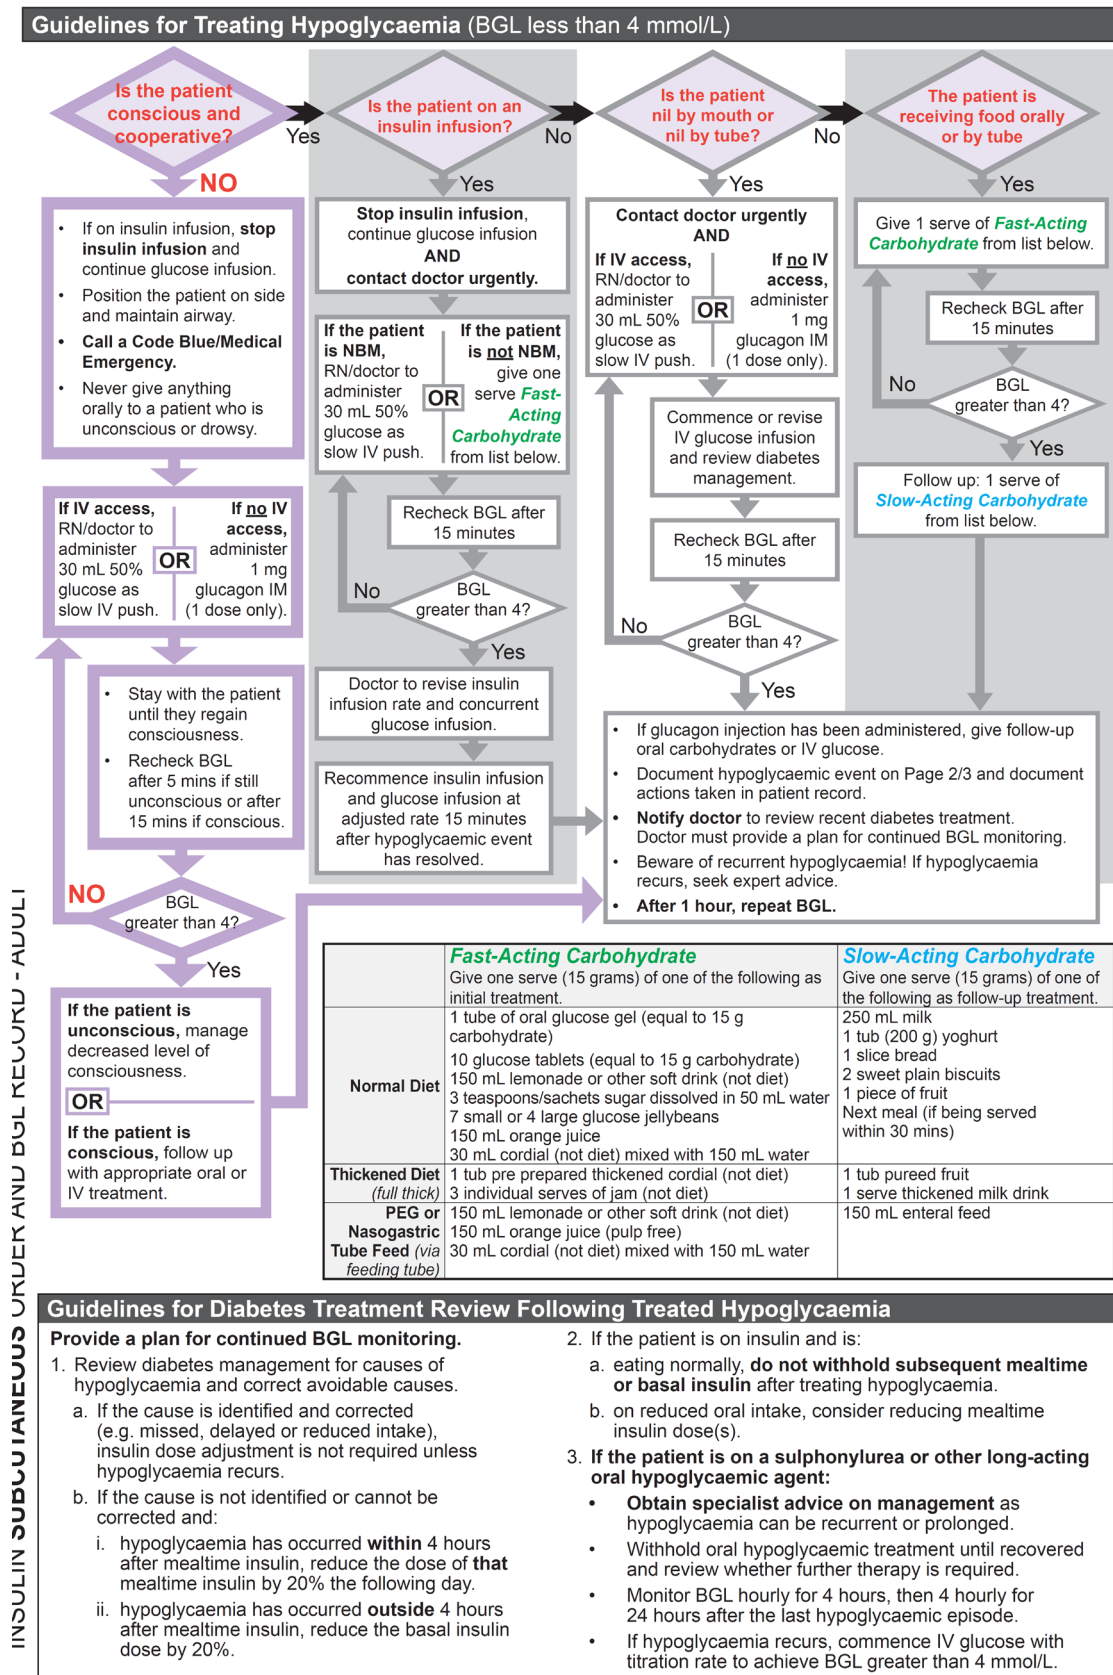 Guidelines for Treating Hypoglycaemia (BGL less than 4 mmol/L)
Is the patient
conscious and
cooperative?
Yes
NO
• If on insulin infusion, stop
insulin infusion and
continue glucose infusion.
• Position the patient on side
and maintain airway.
• Call a Code Blue/Medical
Emergency.
• Never give anything
orally to a patient who is
unconscious or drowsy.
If IV access,
RN/doctor to
administer
30 mL 50%
glucose as
slow IV push.
OR
If no IV
access,
administer
1 mg
glucagon IM
(1 dose only).
• Stay with the patient
until they regain
consciousness.
• Recheck BGL
after 5 mins if still
unconscious or after
15 mins if conscious.
NO
BGL
greater than 4?
Yes
If the patient is
unconscious, manage
decreased level of
consciousness.
OR
If the patient is
conscious, follow up
with appropriate oral or
IV treatment.
Is the patient on an
insulin infusion?
No
Yes
Stop insulin infusion,
continue glucose infusion
AND
contact doctor urgently.
If the patient
is NBM,
RN/doctor to
administer
30 mL 50%
glucose as
slow IV push.
OR
If the patient
is not NBM,
give one
serve Fast-
Acting
Carbohydrate
from list below.
Recheck BGL after
15 minutes
No
BGL
greater than 4?
Yes
Doctor to revise insulin
infusion rate and concurrent
glucose infusion.
Recommence insulin infusion
and glucose infusion at
adjusted rate 15 minutes
after hypoglycaemic event
has resolved.
Is the patient
nil by mouth or
nil by tube?
No
Yes
Contact doctor urgently
AND
If IV access,
RN/doctor to
administer
30 mL 50%
glucose as
slow IV push.
OR
If no IV
access,
administer
1 mg
glucagon IM
(1 dose only).
Commence or revise
IV glucose infusion
and review diabetes
management.
Recheck BGL after
15 minutes
No
BGL
greater than 4?
Yes
The patient is
receiving food orally
or by tube
Yes
Give 1 serve of Fast-Acting
Carbohydrate from list below.
Recheck BGL after
15 minutes
No
BGL
greater than 4?
Yes
Follow up: 1 serve of
Slow-Acting Carbohydrate
from list below.
• If glucagon injection has been administered, give follow-up
oral carbohydrates or IV glucose.
• Document hypoglycaemic event on Page 2/3 and document
actions taken in patient record.
• Notify doctor to review recent diabetes treatment.
Doctor must provide a plan for continued BGL monitoring.
• Beware of recurrent hypoglycaemia! If hypoglycaemia
recurs, seek expert advice.
• After 1 hour, repeat BGL.
Fast-Acting Carbohydrate
Give one serve (15 grams) of one of the following as
initial treatment.
Slow-Acting Carbohydrate
Give one serve (15 grams) of one of
the following as follow-up treatment.
Normal Diet
1 tube of oral glucose gel (equal to 15 g
carbohydrate)
10 glucose tablets (equal to 15 g carbohydrate)
150 mL lemonade or other soft drink (not diet)
3 teaspoons/sachets sugar dissolved in 50 mL water
7 small or 4 large glucose jellybeans
150 mL orange juice
30 mL cordial (not diet) mixed with 150 mL water
250 mL milk
1 tub (200 g) yoghurt
1 slice bread
2 sweet plain biscuits
1 piece of fruit
Next meal (if being served
within 30 mins)
Thickened Diet
(full thick)
1 tub pre prepared thickened cordial (not diet)
3 individual serves of jam (not diet)
1 tub pureed fruit
1 serve thickened milk drink
PEG or
Nasogastric
Tube Feed (via
feeding tube)
150 mL lemonade or other soft drink (not diet)
150 mL orange juice (pulp free)
30 mL cordial (not diet) mixed with 150 mL water
150 mL enteral feed
INSULIN SUBCUTANEOUS ORDER AND BGL RECORD - ADULT
Guidelines for Diabetes Treatment Review Following Treated Hypoglycaemia
Provide a plan for continued BGL monitoring.
1. Review diabetes management for causes of
hypoglycaemia and correct avoidable causes.
a. If the cause is identified and corrected
(e.g. missed, delayed or reduced intake),
insulin dose adjustment is not required unless
hypoglycaemia recurs.
b. If the cause is not identified or cannot be
corrected and:
i. hypoglycaemia has occurred within 4 hours
after mealtime insulin, reduce the dose of that
mealtime insulin by 20% the following day.
ii. hypoglycaemia has occurred outside 4 hours
after mealtime insulin, reduce the basal insulin
dose by 20%.
2. If the patient is on insulin and is:
a. eating normally, do not withhold subsequent mealtime
or basal insulin after treating hypoglycaemia.
b. on reduced oral intake, consider reducing mealtime
insulin dose(s).
3. If the patient is on a sulphonylurea or other long-acting
oral hypoglycaemic agent:
• Obtain specialist advice on management as
hypoglycaemia can be recurrent or prolonged.
• Withhold oral hypoglycaemic treatment until recovered
and review whether further therapy is required.
• Monitor BGL hourly for 4 hours, then 4 hourly for
24 hours after the last hypoglycaemic episode.
• If hypoglycaemia recurs, commence IV glucose with
titration rate to achieve BGL greater than 4 mmol/L.